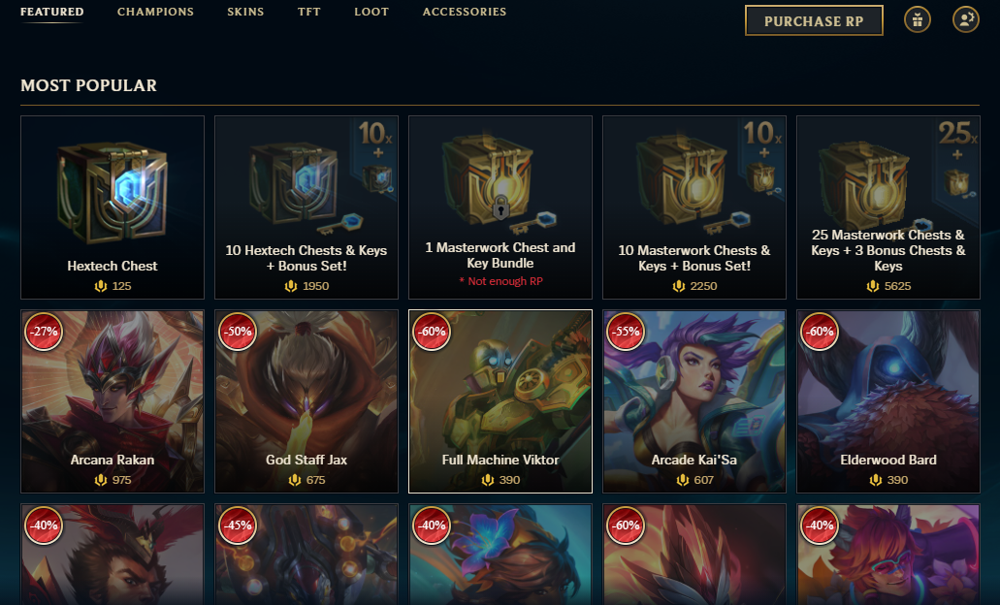 FEATURED CHAMPIONS SKINS TFT LOOT ACCESSORIES PURCHASE RP
MOST POPULAR
Hextech Chest
125
10x
+
10 Hextech Chests & Keys
+ Bonus Set!
1950
1 Masterwork Chest and
Key Bundle
* Not enough RP
10x
+
10 Masterwork Chests &
Keys + Bonus Set!
2250
25x
+
25 Masterwork Chests &
Keys + 3 Bonus Chests &
Keys
5625
-27%
Arcana Rakan
975
-50%
God Staff Jax
675
-60%
Full Machine Viktor
390
-55%
Arcade Kai'Sa
607
-60%
Elderwood Bard
390
-40%
-45%
-40%
-60%
-40%